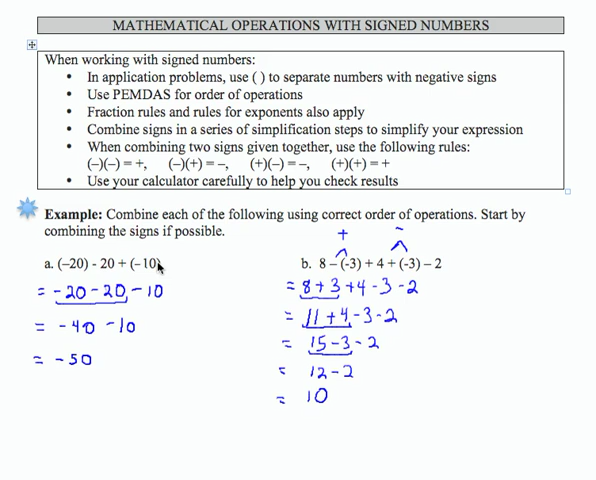 MATHEMATICAL OPERATIONS WITH SIGNED NUMBERS
When working with signed numbers:
• In application problems, use ( ) to separate numbers with negative signs
• Use PEMDAS for order of operations
• Fraction rules and rules for exponents also apply
• Combine signs in a series of simplification steps to simplify your expression
• When combining two signs given together, use the following rules:
(–)(–) = +, (–)(+) = –, (+)(–) = –, (+)(+) = +
• Use your calculator carefully to help you check results
Example: Combine each of the following using correct order of operations. Start by
combining the signs if possible.
a. (–20) - 20 + (–10)
= -20 - 20 - 10
= -40 - 10
= -50
+ -
b. 8 – (-3) + 4 + (-3) – 2
= 8 + 3 + 4 - 3 - 2
= 11 + 4 - 3 - 2
= 15 - 3 - 2
= 12 - 2
= 10